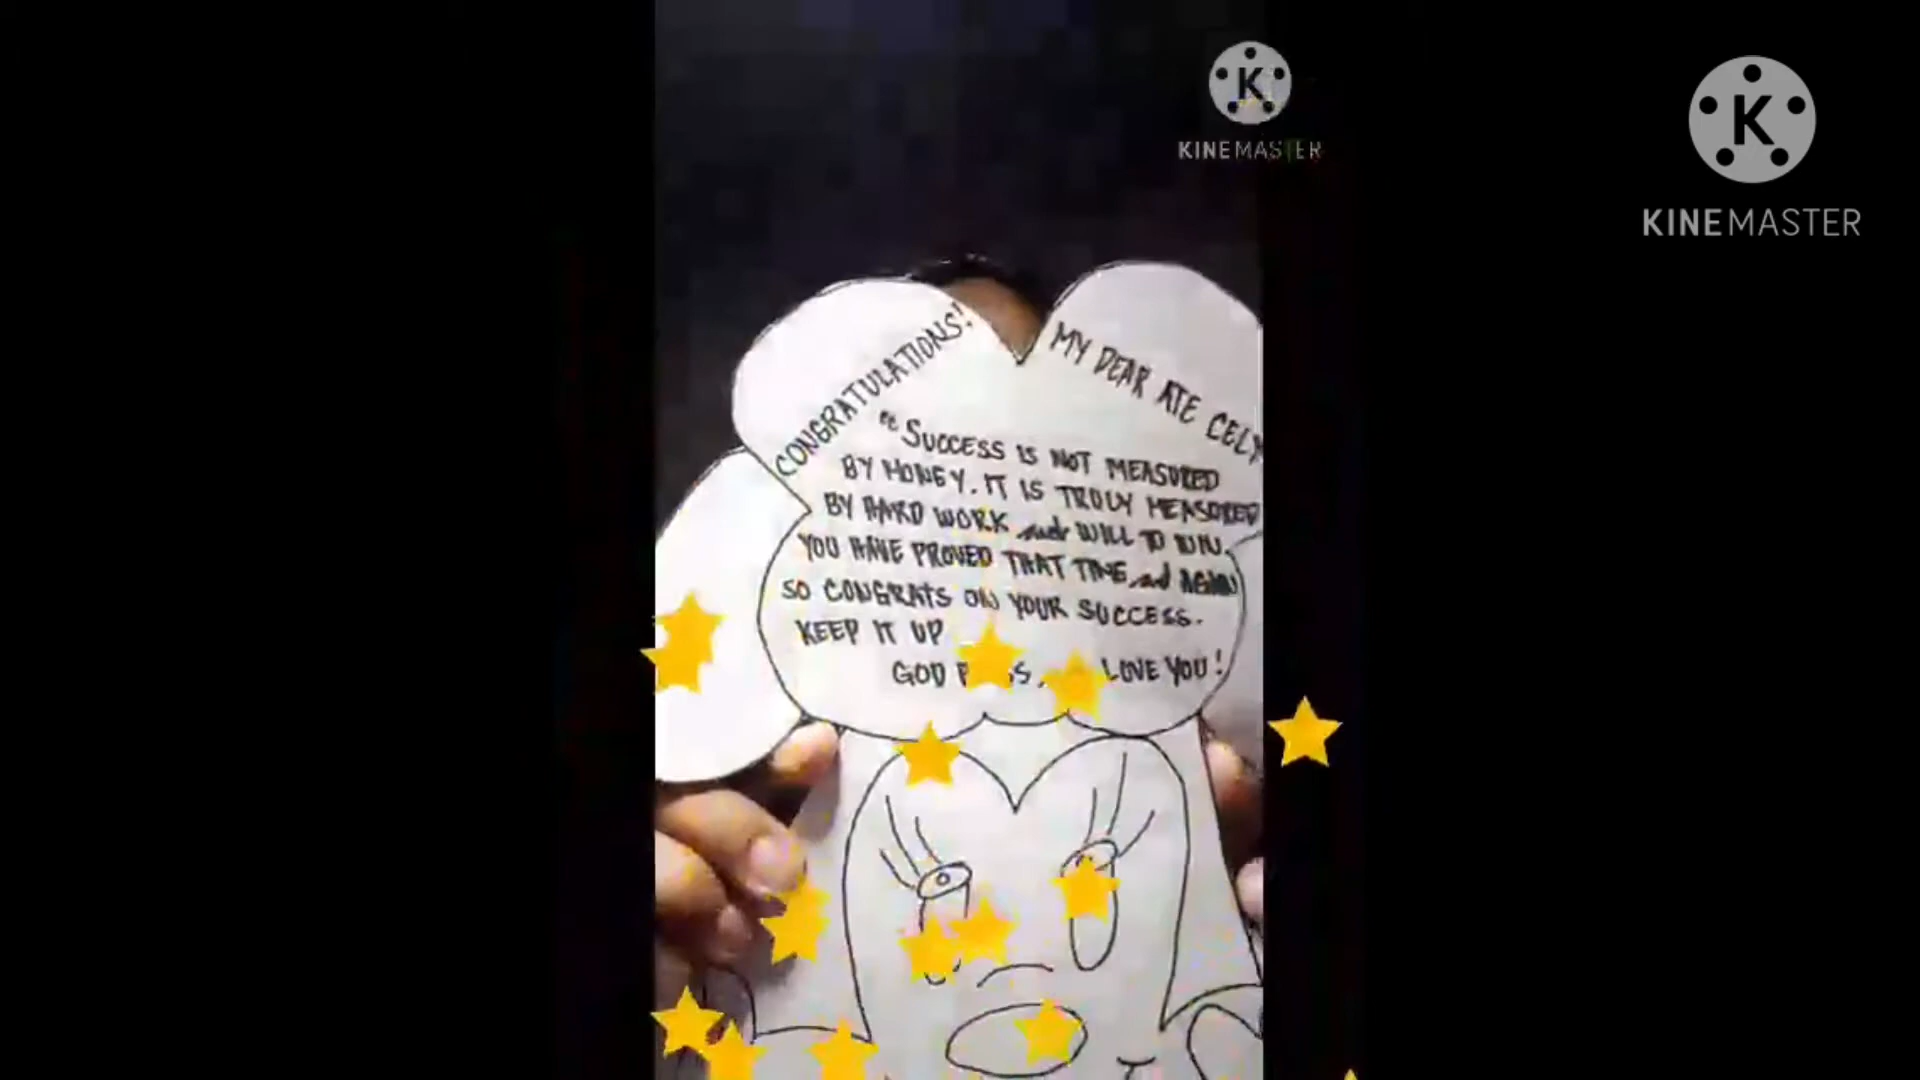 KINEMASTER
KINEMASTER
CONGRATULATIONS!
MY DEAR ATE CELY
"SUCCESS IS NOT MEASURED
BY MONEY. IT IS TRULY MEASURED
BY HARD WORK and WILL TO WIN.
YOU HAVE PROVED THAT TIME and AGAIN
SO CONGRATS ON YOUR SUCCESS.
KEEP IT UP
GOD LOVE YOU!